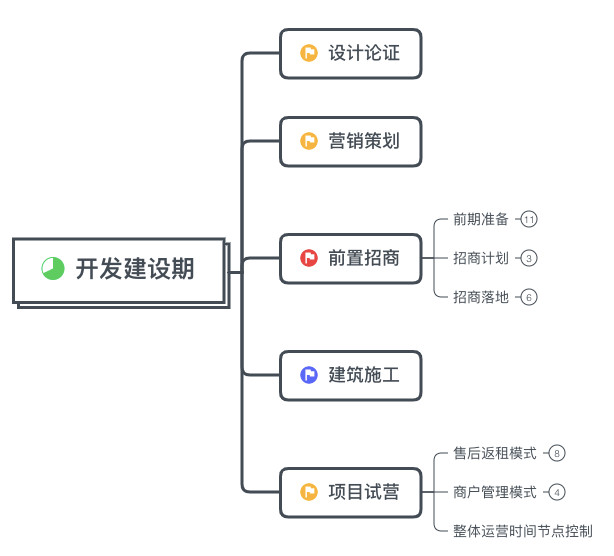 开发建设期
设计论证
营销策划
前置招商
前期准备 11
招商计划 3
招商落地 6
建筑施工
项目试营
售后返租模式 8
商户管理模式 4
整体运营时间节点控制